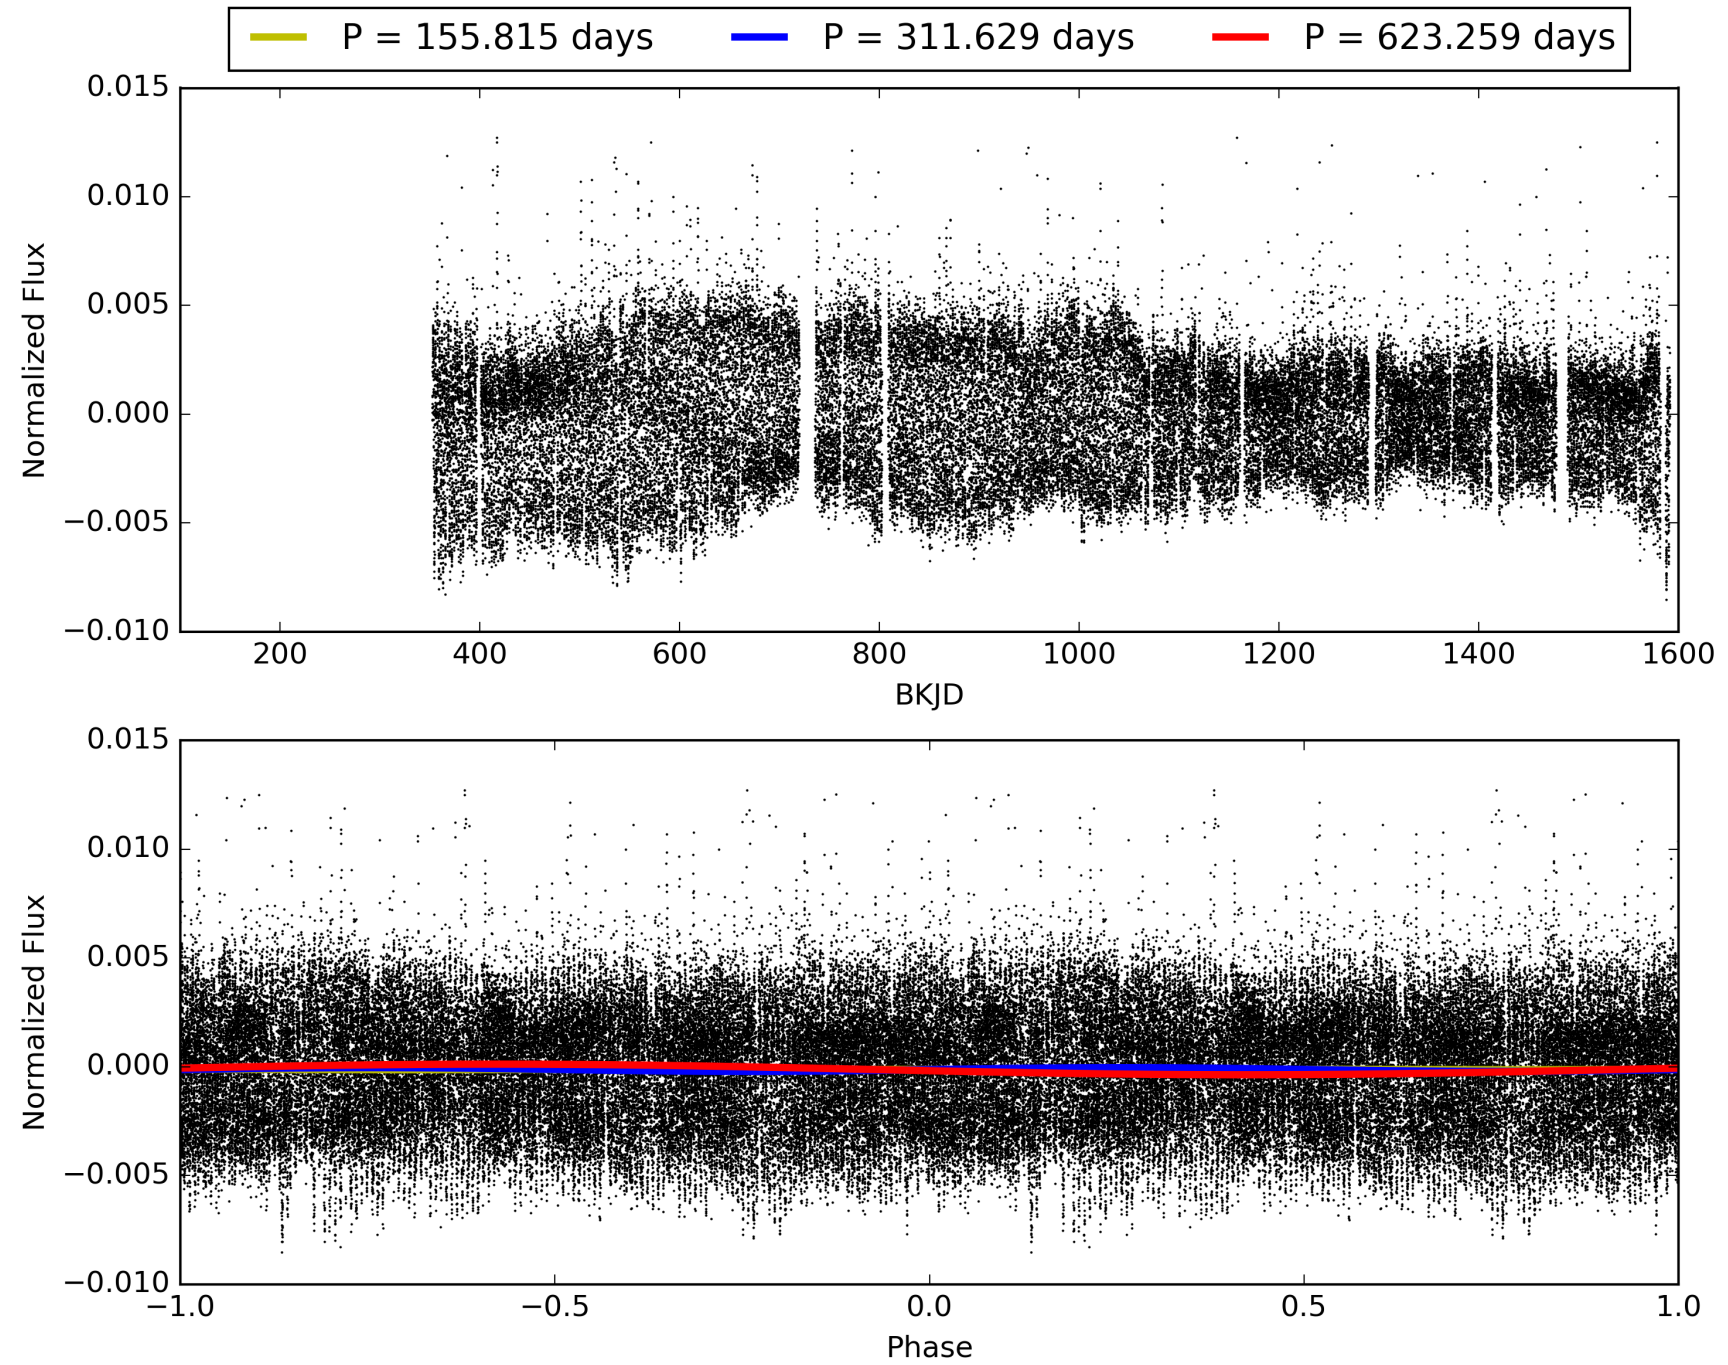 P = 155.815 days P = 311.629 days P = 623.259 days
0.015
0.010
0.005
0.000
−0.005
−0.010
Normalized Flux
200 400 600 800 1000 1200 1400 1600
BKJD
0.015
0.010
0.005
0.000
−0.005
−0.010
Normalized Flux
−1.0 −0.5 0.0 0.5 1.0
Phase